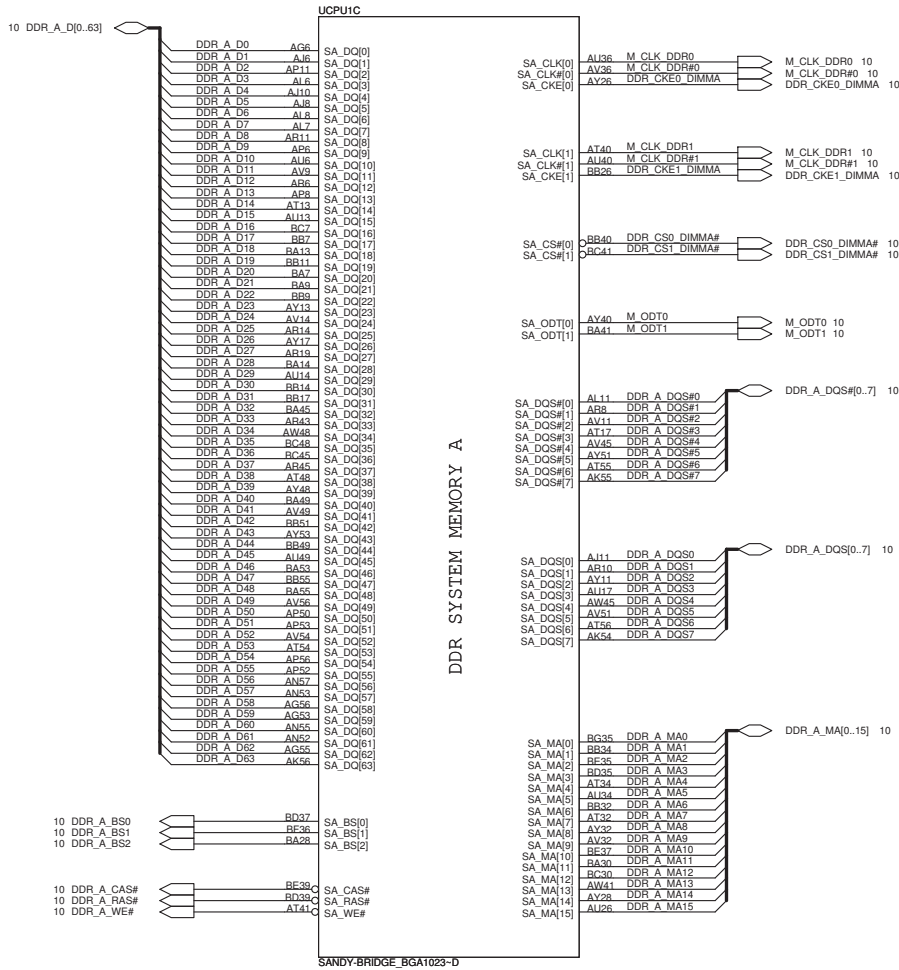 UCPU1C
10 DDR_A_D[0..63]
DDR_A_D0 AG6 SA_DQ[0]
DDR_A_D1 AJ6 SA_DQ[1]
DDR_A_D2 AP11 SA_DQ[2]
DDR_A_D3 AL6 SA_DQ[3]
DDR_A_D4 AJ10 SA_DQ[4]
DDR_A_D5 AJ8 SA_DQ[5]
DDR_A_D6 AL8 SA_DQ[6]
DDR_A_D7 AL7 SA_DQ[7]
DDR_A_D8 AR11 SA_DQ[8]
DDR_A_D9 AP6 SA_DQ[9]
DDR_A_D10 AU6 SA_DQ[10]
DDR_A_D11 AV9 SA_DQ[11]
DDR_A_D12 AR6 SA_DQ[12]
DDR_A_D13 AP8 SA_DQ[13]
DDR_A_D14 AT13 SA_DQ[14]
DDR_A_D15 AU13 SA_DQ[15]
DDR_A_D16 BC7 SA_DQ[16]
DDR_A_D17 BB7 SA_DQ[17]
DDR_A_D18 BA13 SA_DQ[18]
DDR_A_D19 BB11 SA_DQ[19]
DDR_A_D20 BA7 SA_DQ[20]
DDR_A_D21 BA9 SA_DQ[21]
DDR_A_D22 BB9 SA_DQ[22]
DDR_A_D23 AY13 SA_DQ[23]
DDR_A_D24 AV14 SA_DQ[24]
DDR_A_D25 AR14 SA_DQ[25]
DDR_A_D26 AY17 SA_DQ[26]
DDR_A_D27 AR19 SA_DQ[27]
DDR_A_D28 BA14 SA_DQ[28]
DDR_A_D29 AU14 SA_DQ[29]
DDR_A_D30 BB14 SA_DQ[30]
DDR_A_D31 BB17 SA_DQ[31]
DDR_A_D32 BA45 SA_DQ[32]
DDR_A_D33 AR43 SA_DQ[33]
DDR_A_D34 AW48 SA_DQ[34]
DDR_A_D35 BC48 SA_DQ[35]
DDR_A_D36 BC45 SA_DQ[36]
DDR_A_D37 AR45 SA_DQ[37]
DDR_A_D38 AT48 SA_DQ[38]
DDR_A_D39 AY48 SA_DQ[39]
DDR_A_D40 BA49 SA_DQ[40]
DDR_A_D41 AV49 SA_DQ[41]
DDR_A_D42 BB51 SA_DQ[42]
DDR_A_D43 AY53 SA_DQ[43]
DDR_A_D44 BB49 SA_DQ[44]
DDR_A_D45 AU49 SA_DQ[45]
DDR_A_D46 BA53 SA_DQ[46]
DDR_A_D47 BB55 SA_DQ[47]
DDR_A_D48 BA55 SA_DQ[48]
DDR_A_D49 AV56 SA_DQ[49]
DDR_A_D50 AP50 SA_DQ[50]
DDR_A_D51 AP53 SA_DQ[51]
DDR_A_D52 AV54 SA_DQ[52]
DDR_A_D53 AT54 SA_DQ[53]
DDR_A_D54 AP56 SA_DQ[54]
DDR_A_D55 AP52 SA_DQ[55]
DDR_A_D56 AN57 SA_DQ[56]
DDR_A_D57 AN53 SA_DQ[57]
DDR_A_D58 AG56 SA_DQ[58]
DDR_A_D59 AG53 SA_DQ[59]
DDR_A_D60 AN55 SA_DQ[60]
DDR_A_D61 AN52 SA_DQ[61]
DDR_A_D62 AG55 SA_DQ[62]
DDR_A_D63 AK56 SA_DQ[63]
10 DDR_A_BS0 BD37 SA_BS[0]
10 DDR_A_BS1 BF36 SA_BS[1]
10 DDR_A_BS2 BA28 SA_BS[2]
10 DDR_A_CAS# BE39 SA_CAS#
10 DDR_A_RAS# BD39 SA_RAS#
10 DDR_A_WE# AT41 SA_WE#
DDR SYSTEM MEMORY A
SA_CLK[0] AU36 M_CLK_DDR0 M_CLK_DDR0 10
SA_CLK#[0] AV36 M_CLK_DDR#0 M_CLK_DDR#0 10
SA_CKE[0] AY26 DDR_CKE0_DIMMA DDR_CKE0_DIMMA 10
SA_CLK[1] AT40 M_CLK_DDR1 M_CLK_DDR1 10
SA_CLK#[1] AU40 M_CLK_DDR#1 M_CLK_DDR#1 10
SA_CKE[1] BB26 DDR_CKE1_DIMMA DDR_CKE1_DIMMA 10
SA_CS#[0] BB40 DDR_CS0_DIMMA# DDR_CS0_DIMMA# 10
SA_CS#[1] BC41 DDR_CS1_DIMMA# DDR_CS1_DIMMA# 10
SA_ODT[0] AY40 M_ODT0 M_ODT0 10
SA_ODT[1] BA41 M_ODT1 M_ODT1 10
DDR_A_DQS#[0..7] 10
SA_DQS#[0] AL11 DDR_A_DQS#0
SA_DQS#[1] AR8 DDR_A_DQS#1
SA_DQS#[2] AV11 DDR_A_DQS#2
SA_DQS#[3] AT17 DDR_A_DQS#3
SA_DQS#[4] AV45 DDR_A_DQS#4
SA_DQS#[5] AY51 DDR_A_DQS#5
SA_DQS#[6] AT55 DDR_A_DQS#6
SA_DQS#[7] AK55 DDR_A_DQS#7
DDR_A_DQS[0..7] 10
SA_DQS[0] AJ11 DDR_A_DQS0
SA_DQS[1] AR10 DDR_A_DQS1
SA_DQS[2] AY11 DDR_A_DQS2
SA_DQS[3] AU17 DDR_A_DQS3
SA_DQS[4] AW45 DDR_A_DQS4
SA_DQS[5] AV51 DDR_A_DQS5
SA_DQS[6] AT56 DDR_A_DQS6
SA_DQS[7] AK54 DDR_A_DQS7
DDR_A_MA[0..15] 10
SA_MA[0] BG35 DDR_A_MA0
SA_MA[1] BB34 DDR_A_MA1
SA_MA[2] BE35 DDR_A_MA2
SA_MA[3] BD35 DDR_A_MA3
SA_MA[4] AT34 DDR_A_MA4
SA_MA[5] AU34 DDR_A_MA5
SA_MA[6] BB32 DDR_A_MA6
SA_MA[7] AT32 DDR_A_MA7
SA_MA[8] AY32 DDR_A_MA8
SA_MA[9] AV32 DDR_A_MA9
SA_MA[10] BE37 DDR_A_MA10
SA_MA[11] BA30 DDR_A_MA11
SA_MA[12] BC30 DDR_A_MA12
SA_MA[13] AW41 DDR_A_MA13
SA_MA[14] AY28 DDR_A_MA14
SA_MA[15] AU26 DDR_A_MA15
SANDY-BRIDGE_BGA1023~D